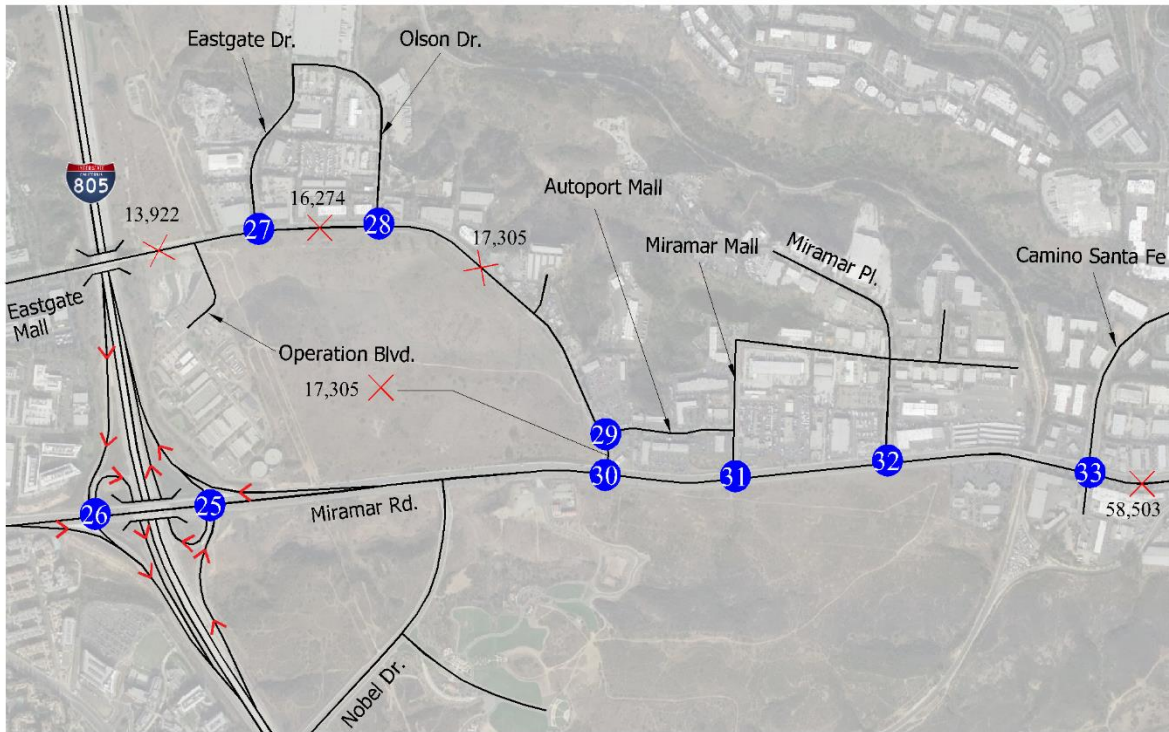 Eastgate Dr.
Olson Dr.
805
13,922
16,274
27
28
17,305
Autoport Mall
Miramar Mall
Miramar Pl.
Camino Santa Fe
Eastgate
Mall
Operation Blvd.
17,305
29
30
31
32
33
58,503
26
25
Miramar Rd.
Nobel Dr.